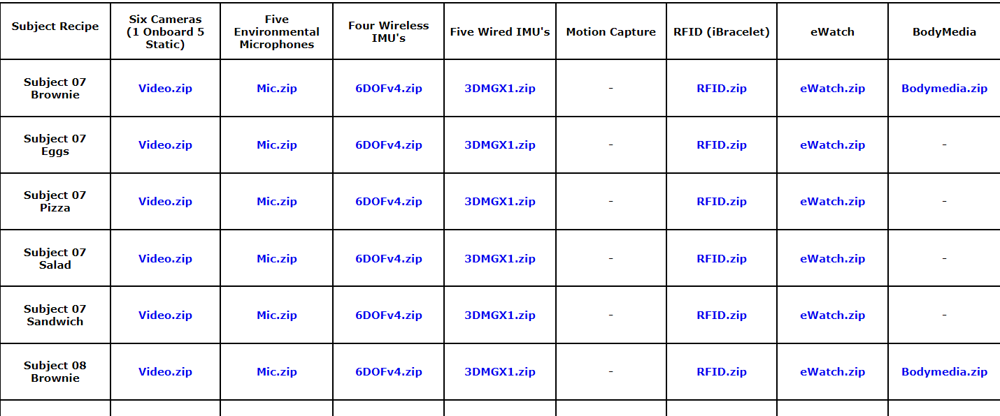 Subject Recipe
Six Cameras
(1 Onboard 5
Static)
Five
Environmental
Microphones
Four Wireless
IMU's
Five Wired IMU's
Motion Capture
RFID (iBracelet)
eWatch
BodyMedia
Subject 07
Brownie
Video.zip
Mic.zip
6DOFv4.zip
3DMGX1.zip
-
RFID.zip
eWatch.zip
Bodymedia.zip
Subject 07
Eggs
Video.zip
Mic.zip
6DOFv4.zip
3DMGX1.zip
-
RFID.zip
eWatch.zip
-
Subject 07
Pizza
Video.zip
Mic.zip
6DOFv4.zip
3DMGX1.zip
-
RFID.zip
eWatch.zip
-
Subject 07
Salad
Video.zip
Mic.zip
6DOFv4.zip
3DMGX1.zip
-
RFID.zip
eWatch.zip
-
Subject 07
Sandwich
Video.zip
Mic.zip
6DOFv4.zip
3DMGX1.zip
-
RFID.zip
eWatch.zip
-
Subject 08
Brownie
Video.zip
Mic.zip
6DOFv4.zip
3DMGX1.zip
-
RFID.zip
eWatch.zip
Bodymedia.zip